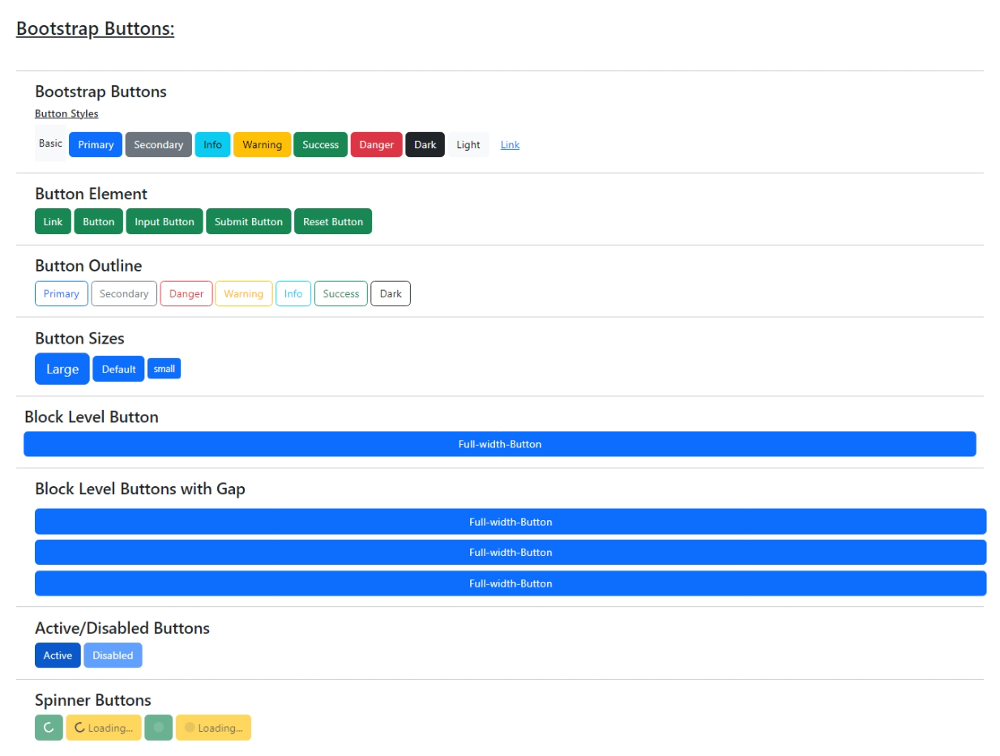 Bootstrap Buttons:
Bootstrap Buttons
Button Styles
Basic Primary Secondary Info Warning Success Danger Dark Light Link
Button Element
Link Button Input Button Submit Button Reset Button
Button Outline
Primary Secondary Danger Warning Info Success Dark
Button Sizes
Large Default small
Block Level Button
Full-width-Button
Block Level Buttons with Gap
Full-width-Button
Full-width-Button
Full-width-Button
Active/Disabled Buttons
Active Disabled
Spinner Buttons
Loading... Loading...